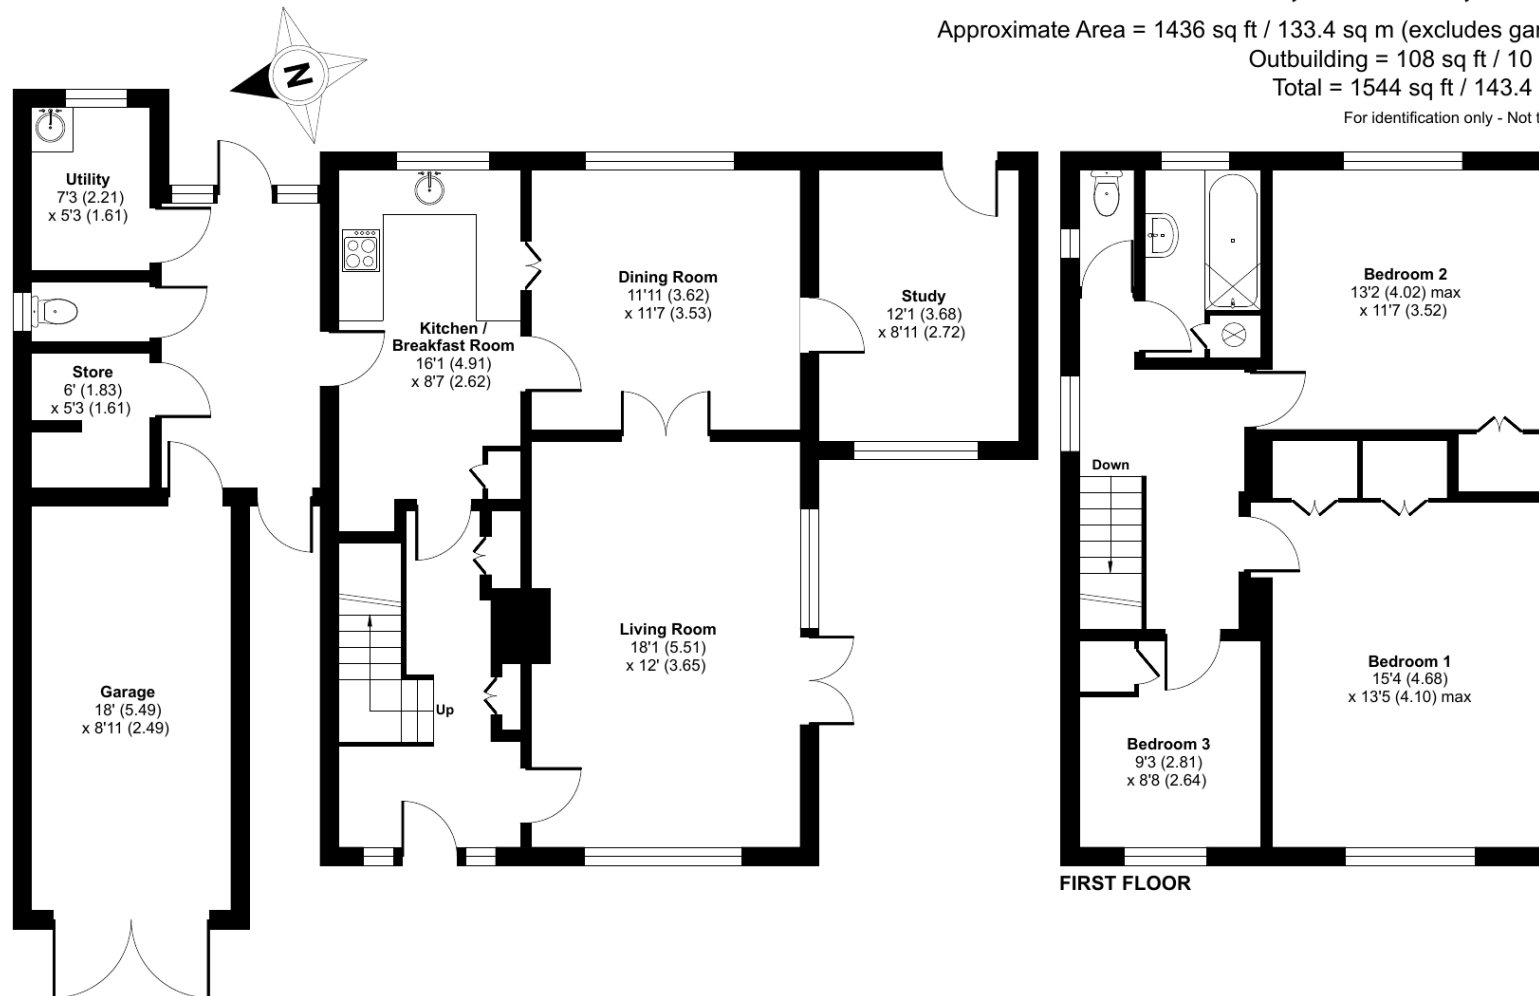 Approximate Area = 1436 sq ft / 133.4 sq m (excludes
Outbuilding = 108 sq ft / 10
Total = 1544 sq ft / 143.4
For identification only - Not
N
Utility
7'3 (2.21)
x 5'3 (1.61)
Store
6' (1.83)
x 5'3 (1.61)
Garage
18' (5.49)
x 8'11 (2.49)
Kitchen /
Breakfast Room
16'1 (4.91)
x 8'7 (2.62)
Dining Room
11'11 (3.62)
x 11'7 (3.53)
Study
12'1 (3.68)
x 8'11 (2.72)
Living Room
18'1 (5.51)
x 12' (3.65)
Up
Bedroom 2
13'2 (4.02) max
x 11'7 (3.52)
Down
Bedroom 1
15'4 (4.68)
x 13'5 (4.10) max
Bedroom 3
9'3 (2.81)
x 8'8 (2.64)
FIRST FLOOR